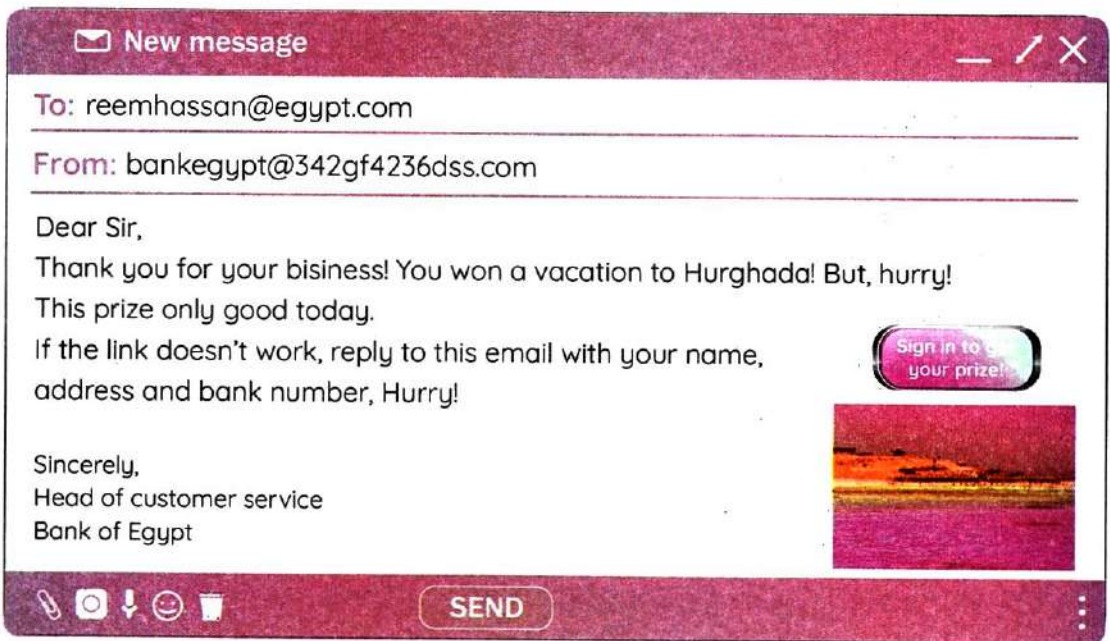 New message
To: reemhassan@egypt.com
From: bankegypt@342gf4236dss.com
Dear Sir,
Thank you for your bisiness! You won a vacation to Hurghada! But, hurry!
This prize only good today.
If the link doesn't work, reply to this email with your name,
address and bank number, Hurry!
Sign in to
your prize!
Sincerely,
Head of customer service
Bank of Egypt
SEND